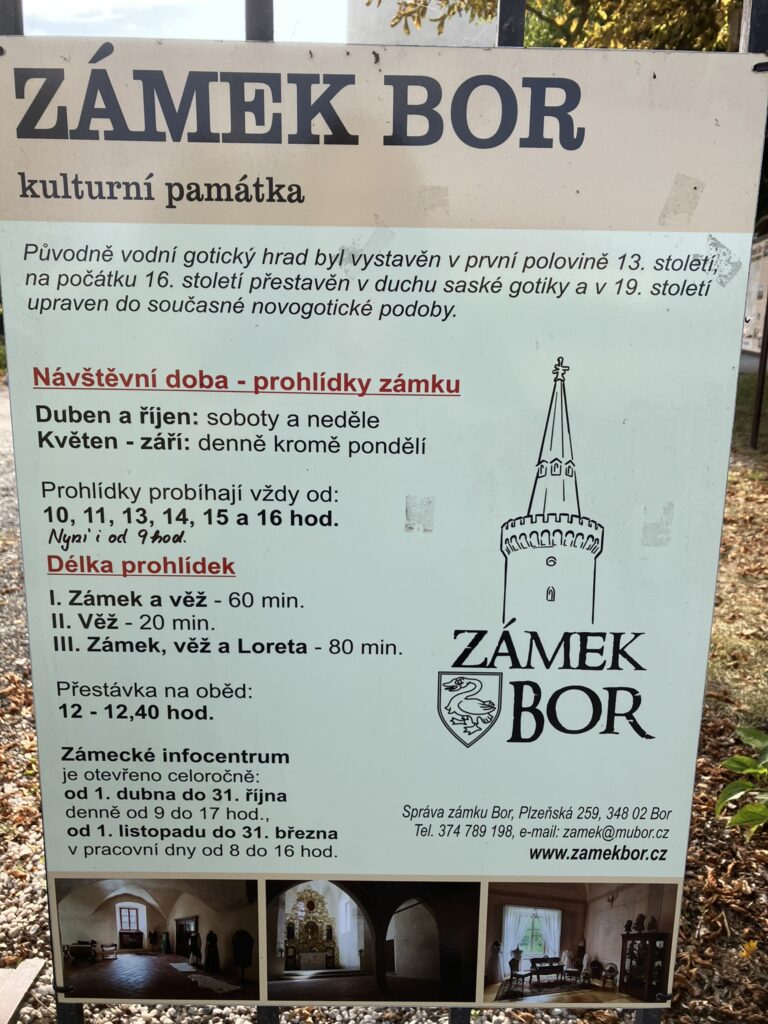 ZÁMEK BOR
kulturní památka
Původně vodní gotický hrad byl vystavěn v první polovině 13. století,
na počátku 16. století přestavěn v duchu saské gotiky a v 19. století
upraven do současné novogotické podoby.
Návštěvní doba - prohlídky zámku
Duben a říjen: soboty a neděle
Květen - září: denně kromě pondělí
Prohlídky probíhají vždy od:
10, 11, 13, 14, 15 a 16 hod.
Nyní i od 9 hod.
Délka prohlídek
I. Zámek a věž - 60 min.
II. Věž - 20 min.
III. Zámek, věž a Loreta - 80 min.
Přestávka na oběd:
12 - 12,40 hod.
Zámecké infocentrum
je otevřeno celoročně:
od 1. dubna do 31. října
denně od 9 do 17 hod.,
od 1. listopadu do 31. března
v pracovní dny od 8 do 16 hod.
ZÁMEK
BOR
Správa zámku Bor, Plzeňská 259, 348 02 Bor
Tel. 374 789 198, e-mail: zamek@mubor.cz
www.zamekbor.cz